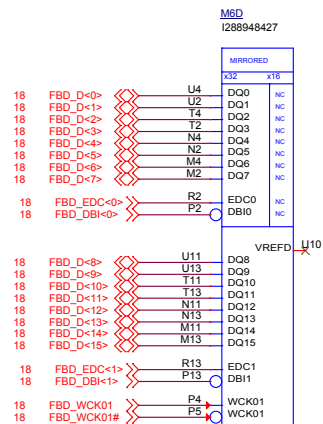 M6D
I288948427
MIRRORED
x32 x16
18 FBD_D<0> U4 DQ0 NC
18 FBD_D<1> U2 DQ1 NC
18 FBD_D<2> T4 DQ2 NC
18 FBD_D<3> T2 DQ3 NC
18 FBD_D<4> N4 DQ4 NC
18 FBD_D<5> N2 DQ5 NC
18 FBD_D<6> M4 DQ6 NC
18 FBD_D<7> M2 DQ7 NC
18 FBD_EDC<0> R2 EDC0 NC
18 FBD_DBI<0> P2 DBI0 NC
VREFD U10
18 FBD_D<8> U11 DQ8
18 FBD_D<9> U13 DQ9
18 FBD_D<10> T11 DQ10
18 FBD_D<11> T13 DQ11
18 FBD_D<12> N11 DQ12
18 FBD_D<13> N13 DQ13
18 FBD_D<14> M11 DQ14
18 FBD_D<15> M13 DQ15
18 FBD_EDC<1> R13 EDC1
18 FBD_DBI<1> P13 DBI1
18 FBD_WCK01 P4 WCK01
18 FBD_WCK01# P5 WCK01